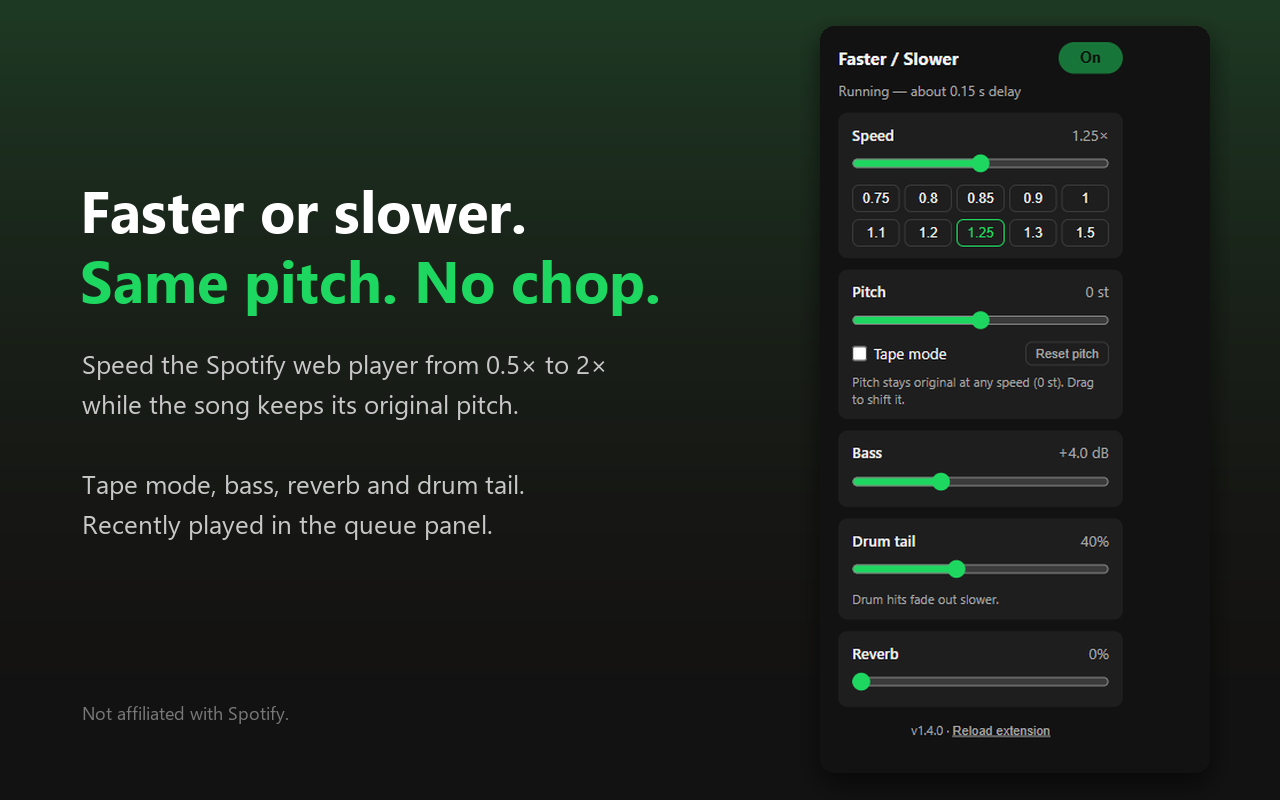 Faster or slower.
Same pitch. No chop.
Speed the Spotify web player from 0.5× to 2×
while the song keeps its original pitch.
Tape mode, bass, reverb and drum tail.
Recently played in the queue panel.
Not affiliated with Spotify.
Faster / Slower
On
Running — about 0.15 s delay
Speed 1.25×
0.75 0.8 0.85 0.9 1
1.1 1.2 1.25 1.3 1.5
Pitch 0 st
Tape mode Reset pitch
Pitch stays original at any speed (0 st). Drag
to shift it.
Bass +4.0 dB
Drum tail 40%
Drum hits fade out slower.
Reverb 0%
v1.4.0 · Reload extension